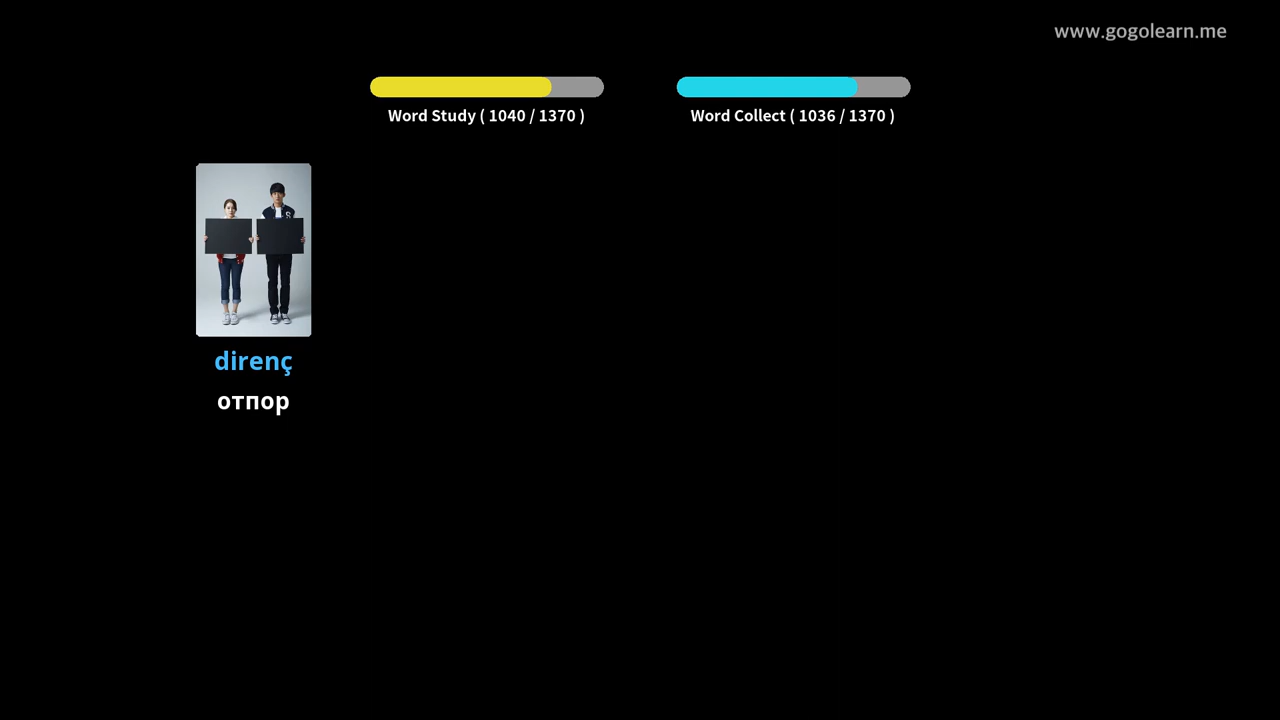 www.gogolearn.me
Word Study ( 1040 / 1370 )
Word Collect ( 1036 / 1370 )
direnç
отпор